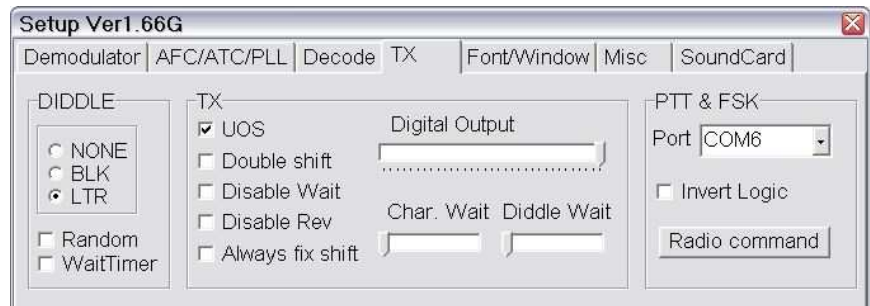 Setup Ver1.66G
Demodulator AFC/ATC/PLL Decode TX Font/Window Misc SoundCard
DIDDLE
NONE
BLK
LTR
Random
WaitTimer
TX
UOS
Double shift
Disable Wait
Disable Rev
Always fix shift
Digital Output
Char. Wait Diddle Wait
PTT & FSK
Port COM6
Invert Logic
Radio command